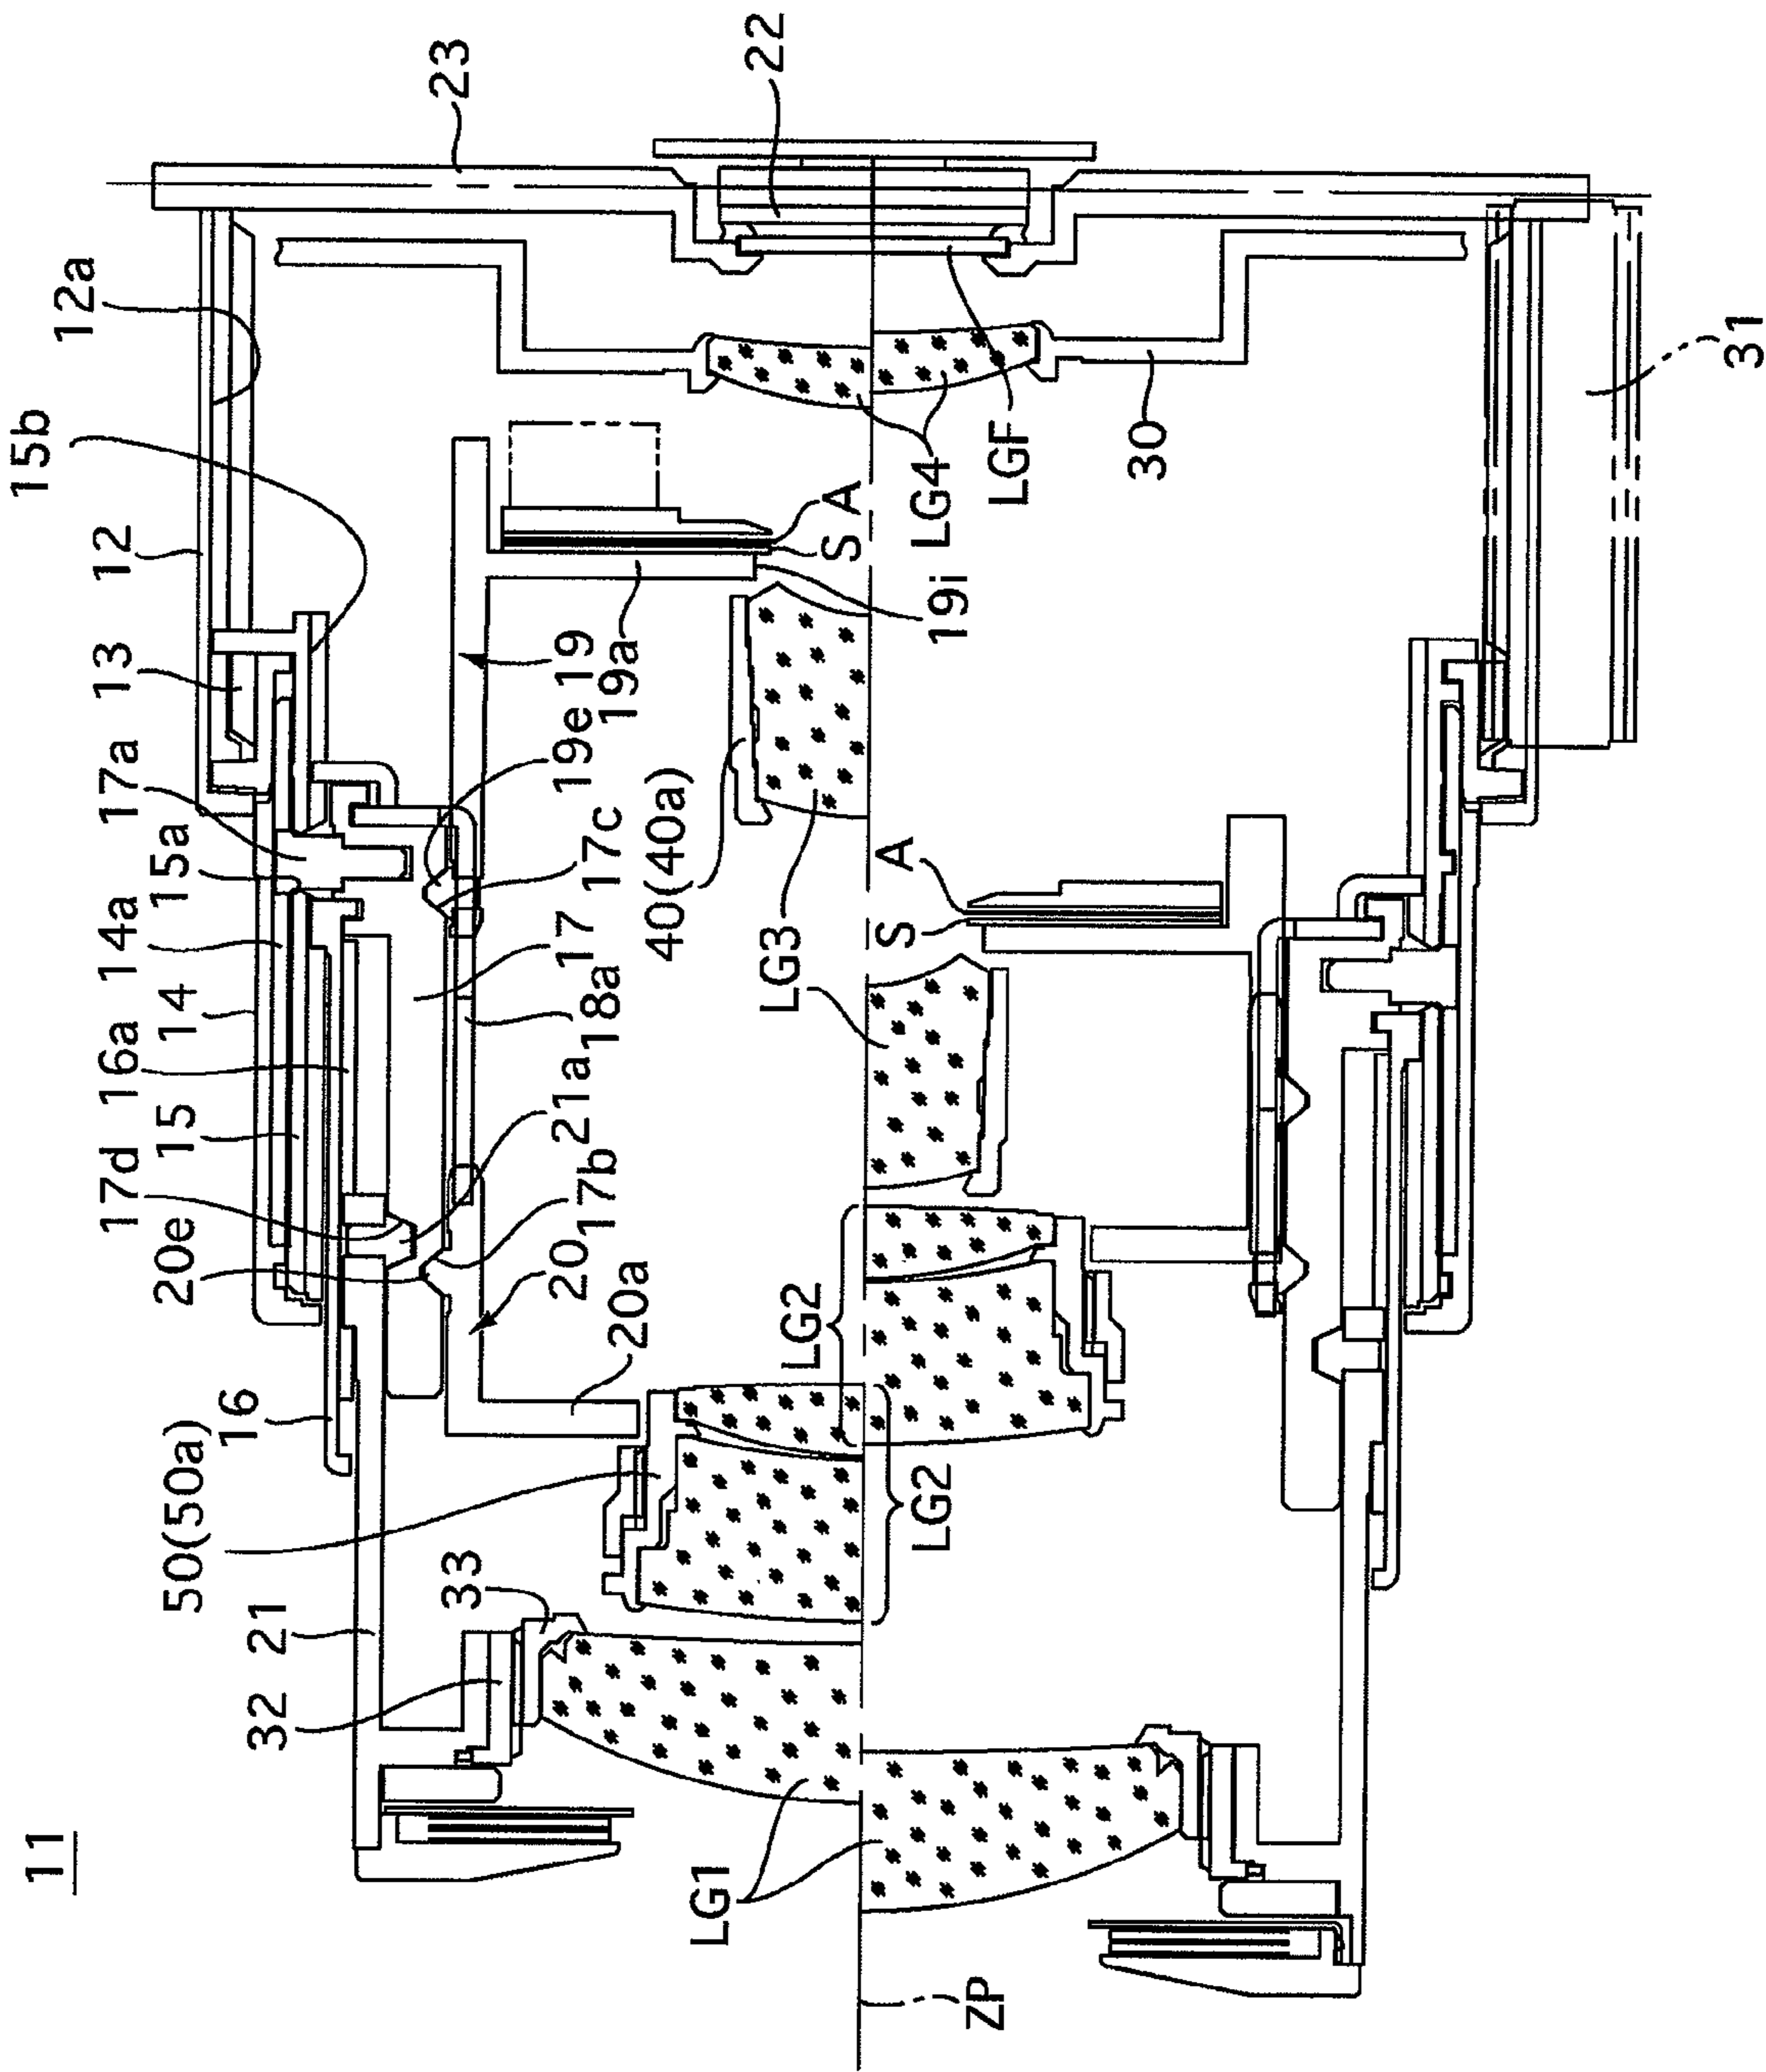 11
23
22
12a
15b
12
13
17a
15a
14a
14
16a
15
17d
20e
16
50(50a)
21
32
33
19
19a
19e
17c
17
18a
21a
17b
20
20a
A
S
19i
LG4
LGF
30
31
40(40a)
LG3
A
S
LG2
LG2
LG1
ZP